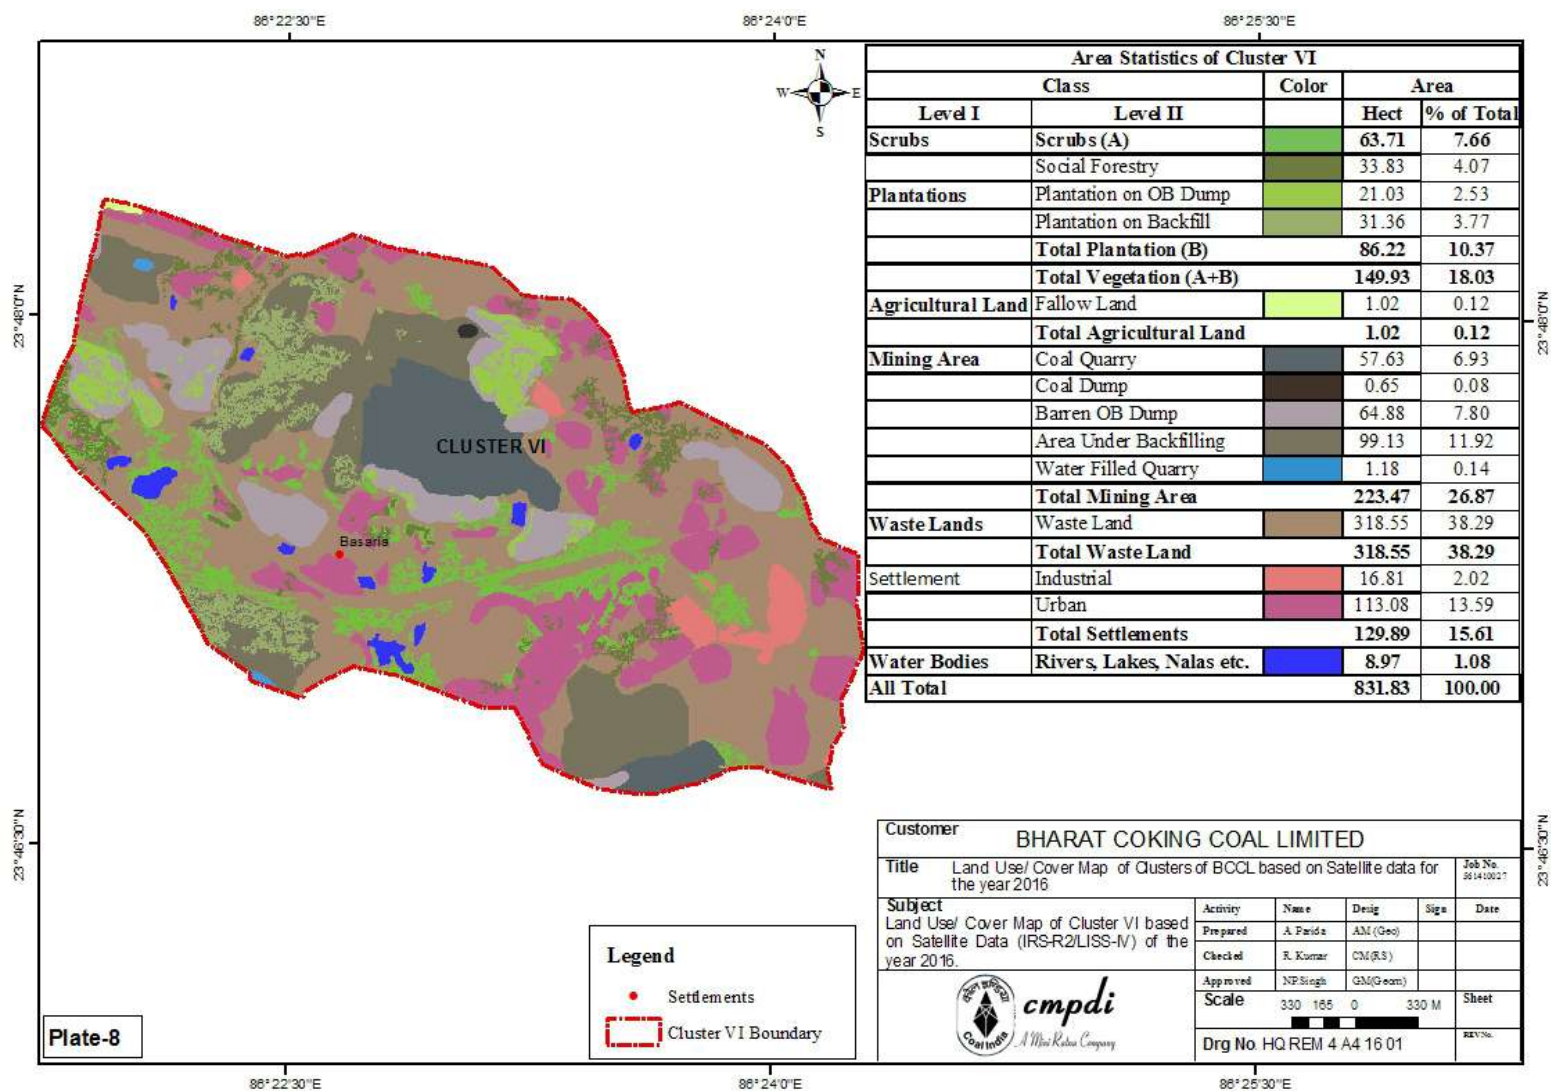 86°22'30"E 86°24'0"E 86°25'30"E
N
W E
S
Area Statistics of Cluster VI
Class Color Area
Level I Level II Hect % of Total
Scrubs Scrubs (A) 63.71 7.66
Social Forestry 33.83 4.07
Plantations Plantation on OB Dump 21.03 2.53
Plantation on Backfill 31.36 3.77
Total Plantation (B) 86.22 10.37
Total Vegetation (A+B) 149.93 18.03
Agricultural Land Fallow Land 1.02 0.12
Total Agricultural Land 1.02 0.12
Mining Area Coal Quarry 57.63 6.93
Coal Dump 0.65 0.08
Barren OB Dump 64.88 7.80
Area Under Backfilling 99.13 11.92
Water Filled Quarry 1.18 0.14
Total Mining Area 223.47 26.87
Waste Lands Waste Land 318.55 38.29
Total Waste Land 318.55 38.29
Settlement Industrial 16.81 2.02
Urban 113.08 13.59
Total Settlements 129.89 15.61
Water Bodies Rivers, Lakes, Nalas etc. 8.97 1.08
All Total 831.83 100.00
23°48'0"N 23°48'0"N
CLUSTER VI
Basaria
23°46'30"N 23°46'30"N
Customer BHARAT COKING COAL LIMITED
Title Land Use/ Cover Map of Clusters of BCCL based on Satellite data for
the year 2016
Job No.
561410027
Subject
Land Use/ Cover Map of Cluster VI based
on Satellite Data (IRS-R2/LISS-IV) of the
year 2016.
Activity Name Desig Sign Date
Prepared A. Parida AM (Geo)
Checked R. Kumar CM(RS)
Approved N.P.Singh GM(Geom)
Scale 330 165 0 330 M Sheet
Drg No. HQ REM 4 A4 16 01 REV No.
Coal India
cmpdi
A Mini Ratna Company
Legend
Settlements
Cluster VI Boundary
Plate-8
86°22'30"E 86°24'0"E 86°25'30"E